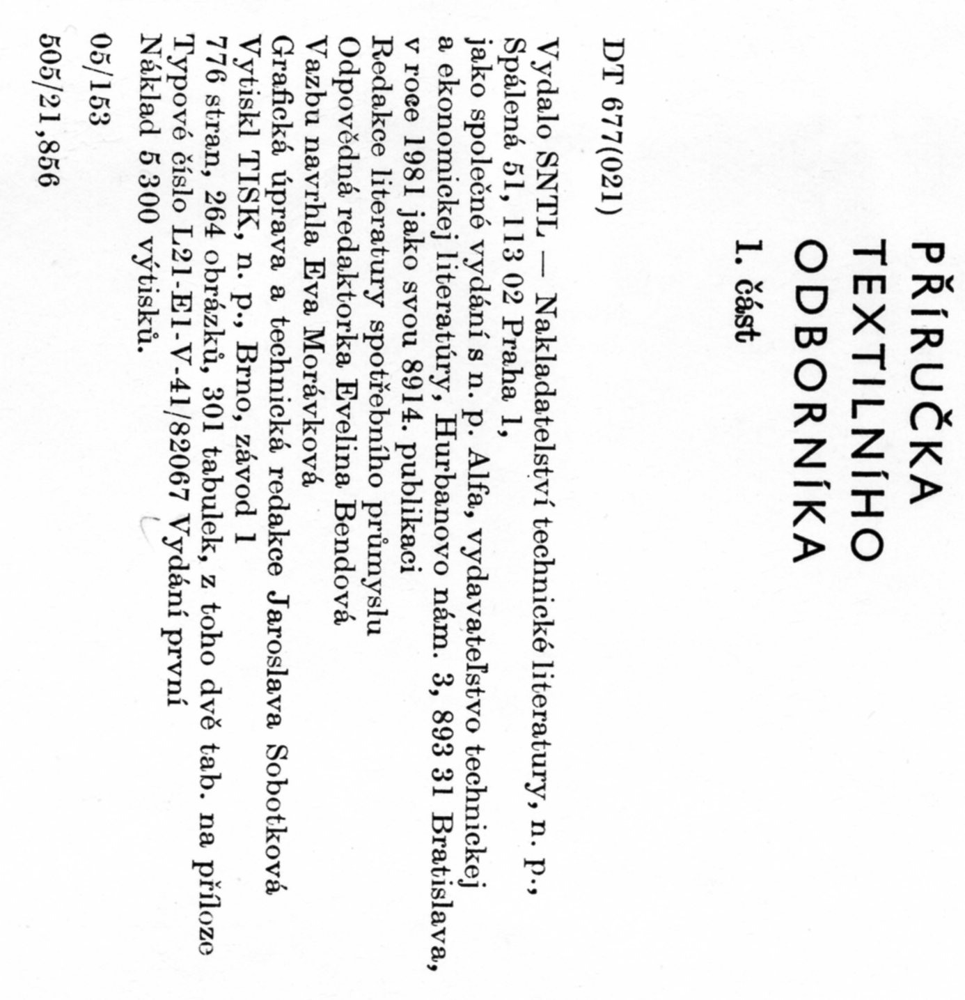 PŘÍRUČKA
TEXTILNÍHO
ODBORNÍKA
1. část
DT 677(021)
Vydalo SNTL — Nakladatelství technické literatury, n. p.,
Spálená 51, 113 02 Praha 1,
jako společné vydání s n. p. Alfa, vydavateľstvo technickej
a ekonomickej literatúry, Hurbanovo nám. 3, 893 31 Bratislava,
v roce 1981 jako svou 8914. publikaci
Redakce literatury spotřebního průmyslu
Odpovědná redaktorka Evelina Bendová
Vazbu navrhla Eva Morávková
Grafická úprava a technická redakce Jaroslava Sobotková
Vytiskl TISK, n. p., Brno, závod 1
776 stran, 264 obrázků, 301 tabulek, z toho dvě tab. na příloze
Typové číslo L21-E1-V-41/82067 Vydání první
Náklad 5 300 výtisků.
05/153
505/21,856